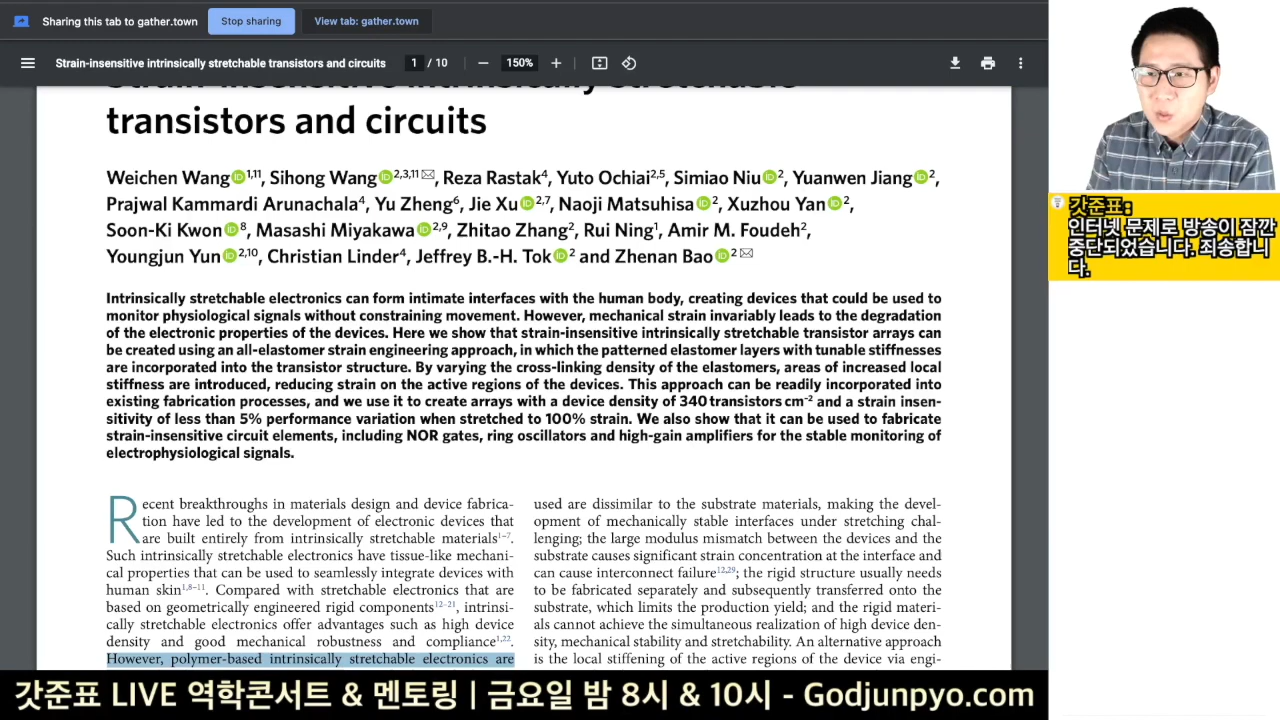 Sharing this tab to gather.town
Stop sharing
View tab: gather.town
Strain-insensitive intrinsically stretchable transistors and circuits
1 / 10
150%
transistors and circuits
Weichen Wang 1,11, Sihong Wang 2,3,11, Reza Rastak4, Yuto Ochiai2,5, Simiao Niu 2, Yuanwen Jiang 2,
Prajwal Kammardi Arunachala4, Yu Zheng6, Jie Xu 2,7, Naoji Matsuhisa 2, Xuzhou Yan 2,
Soon-Ki Kwon 8, Masashi Miyakawa 2,9, Zhitao Zhang2, Rui Ning1, Amir M. Foudeh2,
Youngjun Yun 2,10, Christian Linder4, Jeffrey B.-H. Tok 2 and Zhenan Bao 2
Intrinsically stretchable electronics can form intimate interfaces with the human body, creating devices that could be used to
monitor physiological signals without constraining movement. However, mechanical strain invariably leads to the degradation
of the electronic properties of the devices. Here we show that strain-insensitive intrinsically stretchable transistor arrays can
be created using an all-elastomer strain engineering approach, in which the patterned elastomer layers with tunable stiffnesses
are incorporated into the transistor structure. By varying the cross-linking density of the elastomers, areas of increased local
stiffness are introduced, reducing strain on the active regions of the devices. This approach can be readily incorporated into
existing fabrication processes, and we use it to create arrays with a device density of 340 transistors cm−2 and a strain insen-
sitivity of less than 5% performance variation when stretched to 100% strain. We also show that it can be used to fabricate
strain-insensitive circuit elements, including NOR gates, ring oscillators and high-gain amplifiers for the stable monitoring of
electrophysiological signals.
Recent breakthroughs in materials design and device fabrica-
tion have led to the development of electronic devices that
are built entirely from intrinsically stretchable materials1–7.
Such intrinsically stretchable electronics have tissue-like mechani-
cal properties that can be used to seamlessly integrate devices with
human skin1,8–11. Compared with stretchable electronics that are
based on geometrically engineered rigid components12–21, intrinsi-
cally stretchable electronics offer advantages such as high device
density and good mechanical robustness and compliance1,22.
However, polymer-based intrinsically stretchable electronics are
used are dissimilar to the substrate materials, making the devel-
opment of mechanically stable interfaces under stretching chal-
lenging; the large modulus mismatch between the devices and the
substrate causes significant strain concentration at the interface and
can cause interconnect failure12,29; the rigid structure usually needs
to be fabricated separately and subsequently transferred onto the
substrate, which limits the production yield; and the rigid materi-
als cannot achieve the simultaneous realization of high device den-
sity, mechanical stability and stretchability. An alternative approach
is the local stiffening of the active regions of the device via engi-
갓준표:
인터넷 문제로 방송이 잠깐
중단되었습니다. 죄송합니
다.
갓준표 LIVE 역학콘서트 & 멘토링 | 금요일 밤 8시 & 10시 - Godjunpyo.com